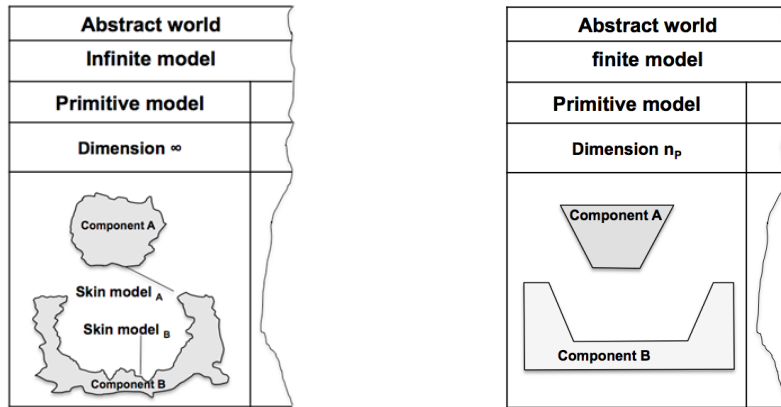 Abstract world
Infinite model
Primitive model
Dimension ∞
Component A
Skin model A
Skin model B
Component B
Abstract world
finite model
Primitive model
Dimension nP
Component A
Component B